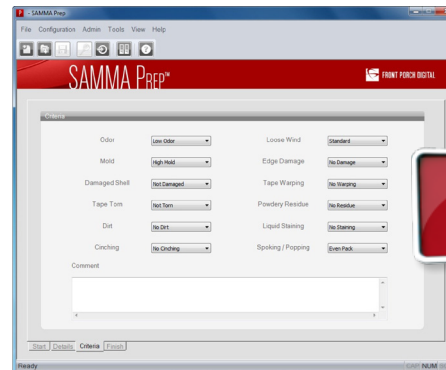 - SAMMA Prep
File Configuration Admin Tools View Help
SAMMA PREP™
FRONT PORCH DIGITAL
Criteria
Odor Low Odor Loose Wind Standard
Mold High Mold Edge Damage No Damage
Damaged Shell Not Damaged Tape Warping No Warping
Tape Torn Not Torn Powdery Residue No Residue
Dirt No Dirt Liquid Staining No Staining
Cinching No Cinching Spoking / Popping Even Pack
Comment
Start Details Criteria Finish
Ready CAP NUM